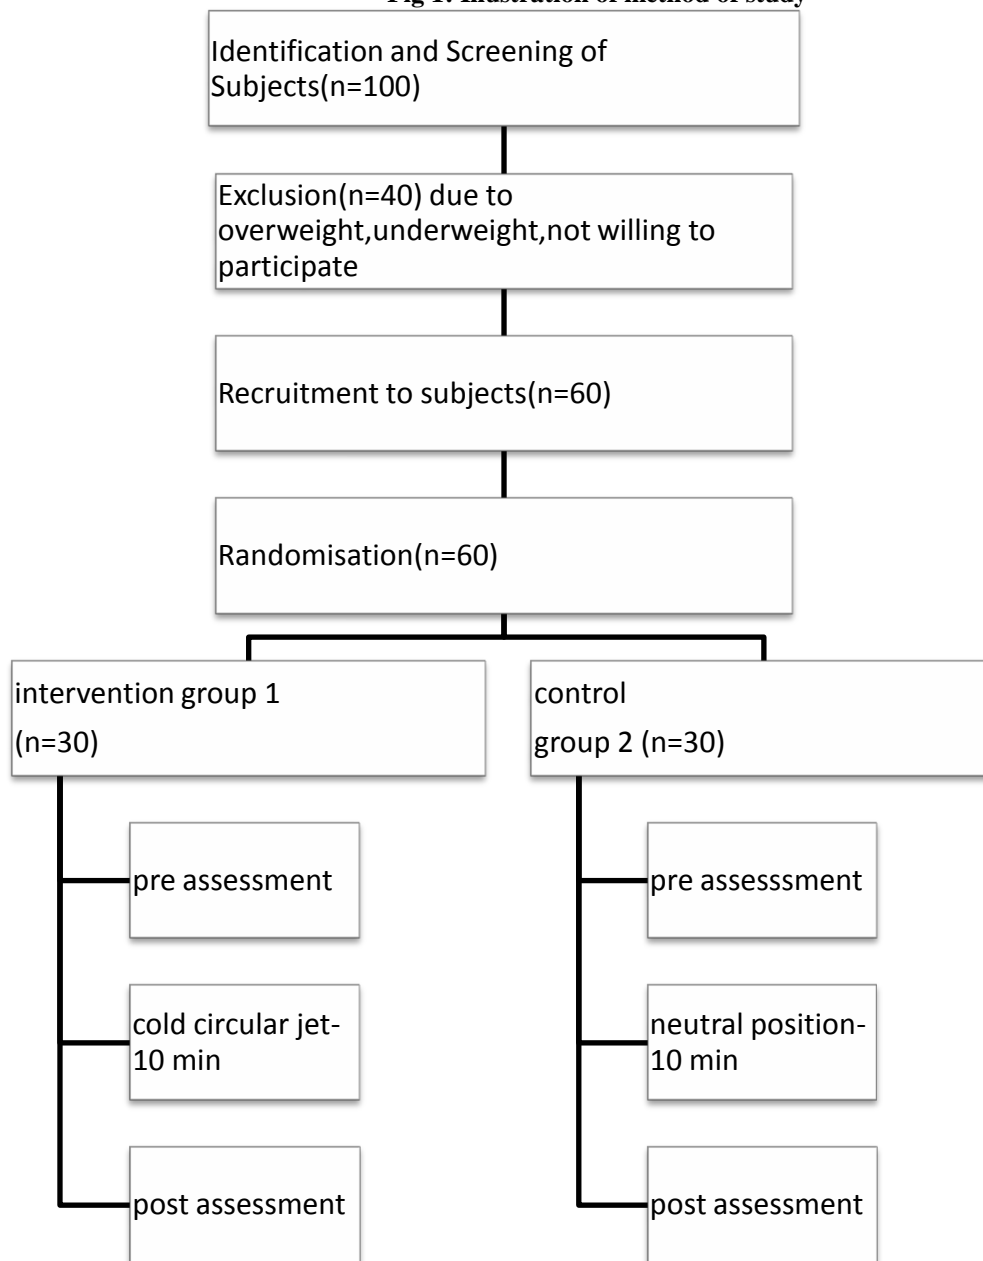 Fig 1: Illustration of method of study
Identification and Screening of
Subjects(n=100)
Exclusion(n=40) due to
overweight,underweight,not willing to
participate
Recruitment to subjects(n=60)
Randomisation(n=60)
intervention group 1
(n=30)
pre assessment
cold circular jet-
10 min
post assessment
control
group 2 (n=30)
pre assesssment
neutral position-
10 min
post assessment